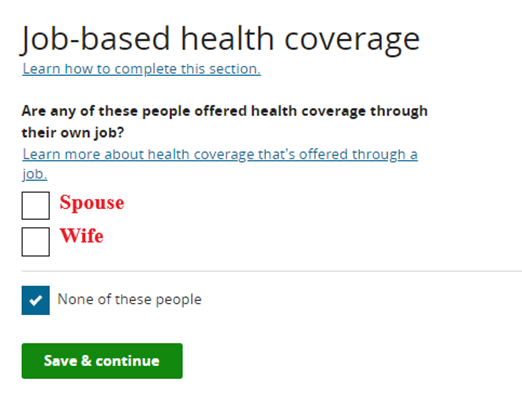 Job-based health coverage
Learn how to complete this section.
Are any of these people offered health coverage through
their own job?
Learn more about health coverage that's offered through a
job.
Spouse
Wife
None of these people
Save & continue